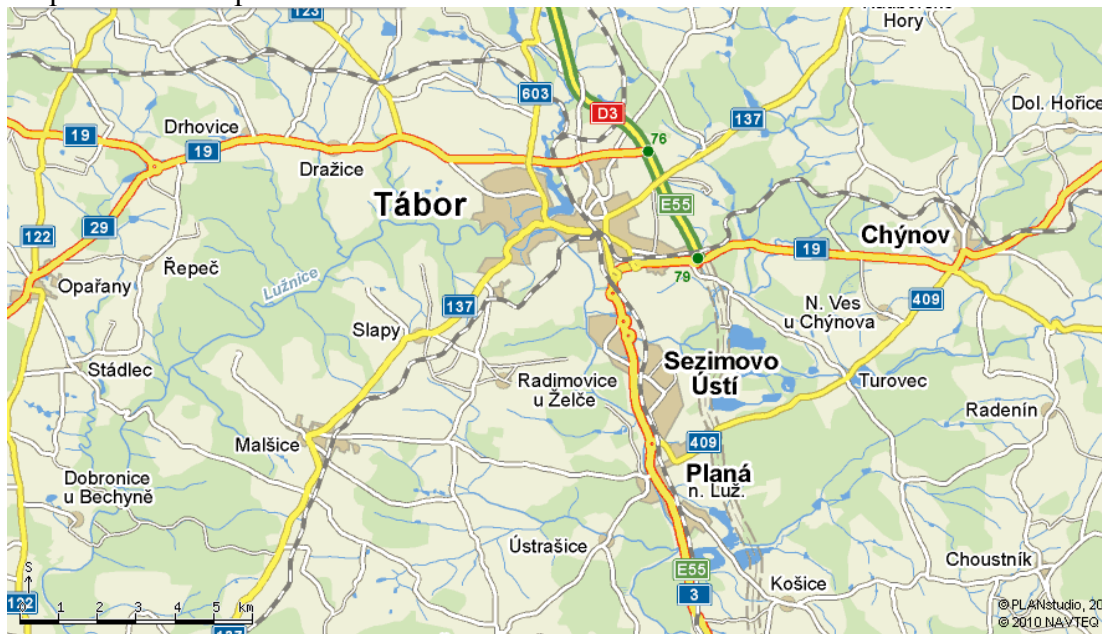 123
Hory
603
D3
76
137
Dol. Hořice
19
Drhovice
19
Dražice
Tábor
E55
29
122
Řepeč
Opařany
Lužnice
79
19
Chýnov
409
137
N. Ves
u Chýnova
Slapy
Stádlec
Sezimovo
Ústí
Radimovice
u Želče
Turovec
Radenín
Malšice
409
Planá
n. Luž.
Dobronice
u Bechyně
Ústrašice
Choustník
E55
Košice
3
S
1 2 3 4 5 km
122
137
© PLANstudio, 20
© 2010 NAVTEQ